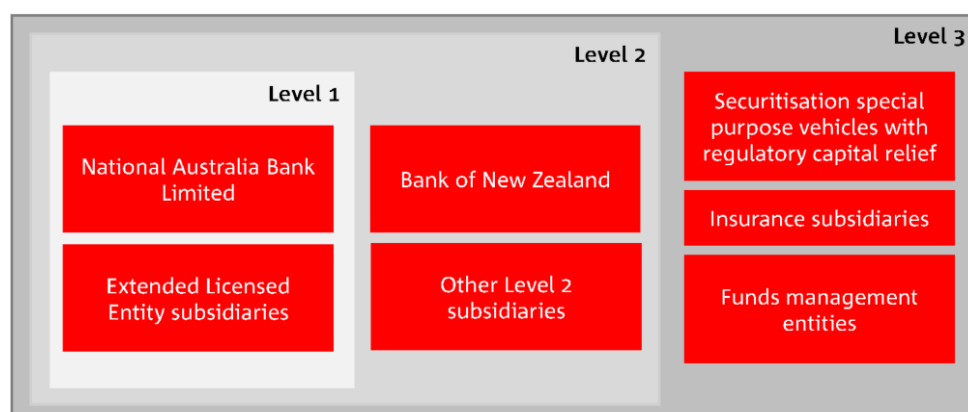 Level 3
Level 2
Level 1
National Australia Bank
Limited
Extended Licensed
Entity subsidiaries
Bank of New Zealand
Other Level 2
subsidiaries
Securitisation special
purpose vehicles with
regulatory capital relief
Insurance subsidiaries
Funds management
entities